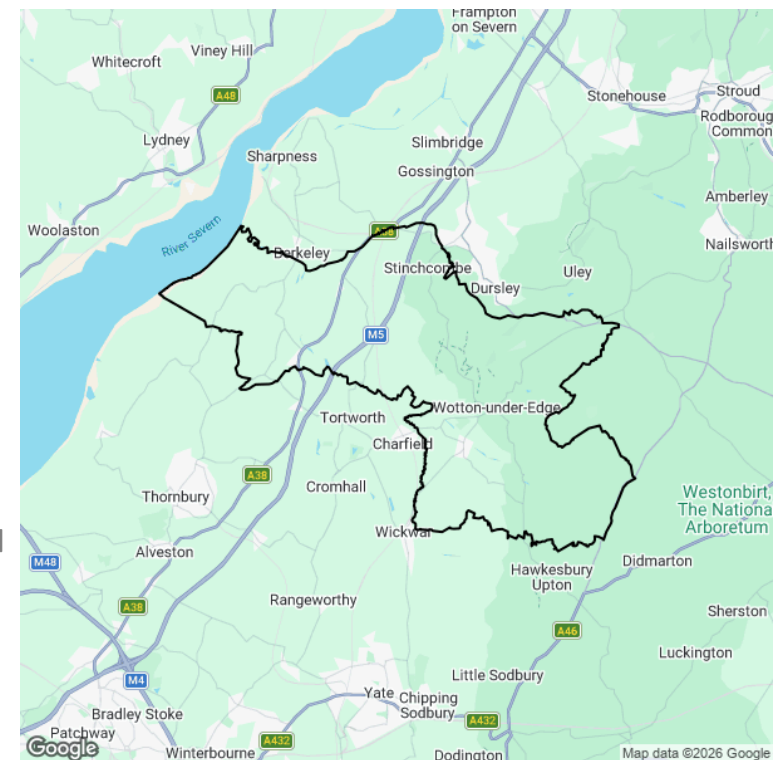 Frampton
on Severn
Viney Hill
Whitecroft
A48
Stonehouse
Stroud
Rodborough
Common
Lydney
Slimbridge
Sharpness
Gossington
Amberley
Woolaston
River Severn
A38
Nailsworth
Berkeley
Stinchcombe
Uley
Dursley
M5
Wotton-under-Edge
Tortworth
Charfield
A38
Cromhall
Thornbury
Westonbirt,
The National
Arboretum
Wickwar
Alveston
M48
Didmarton
Hawkesbury
Upton
Rangeworthy
A38
Sherston
A46
Luckington
M4
Little Sodbury
Yate
Chipping
Sodbury
Bradley Stoke
A432
Patchway
A432
Winterbourne
Dodington
Google
Map data ©2026 Google